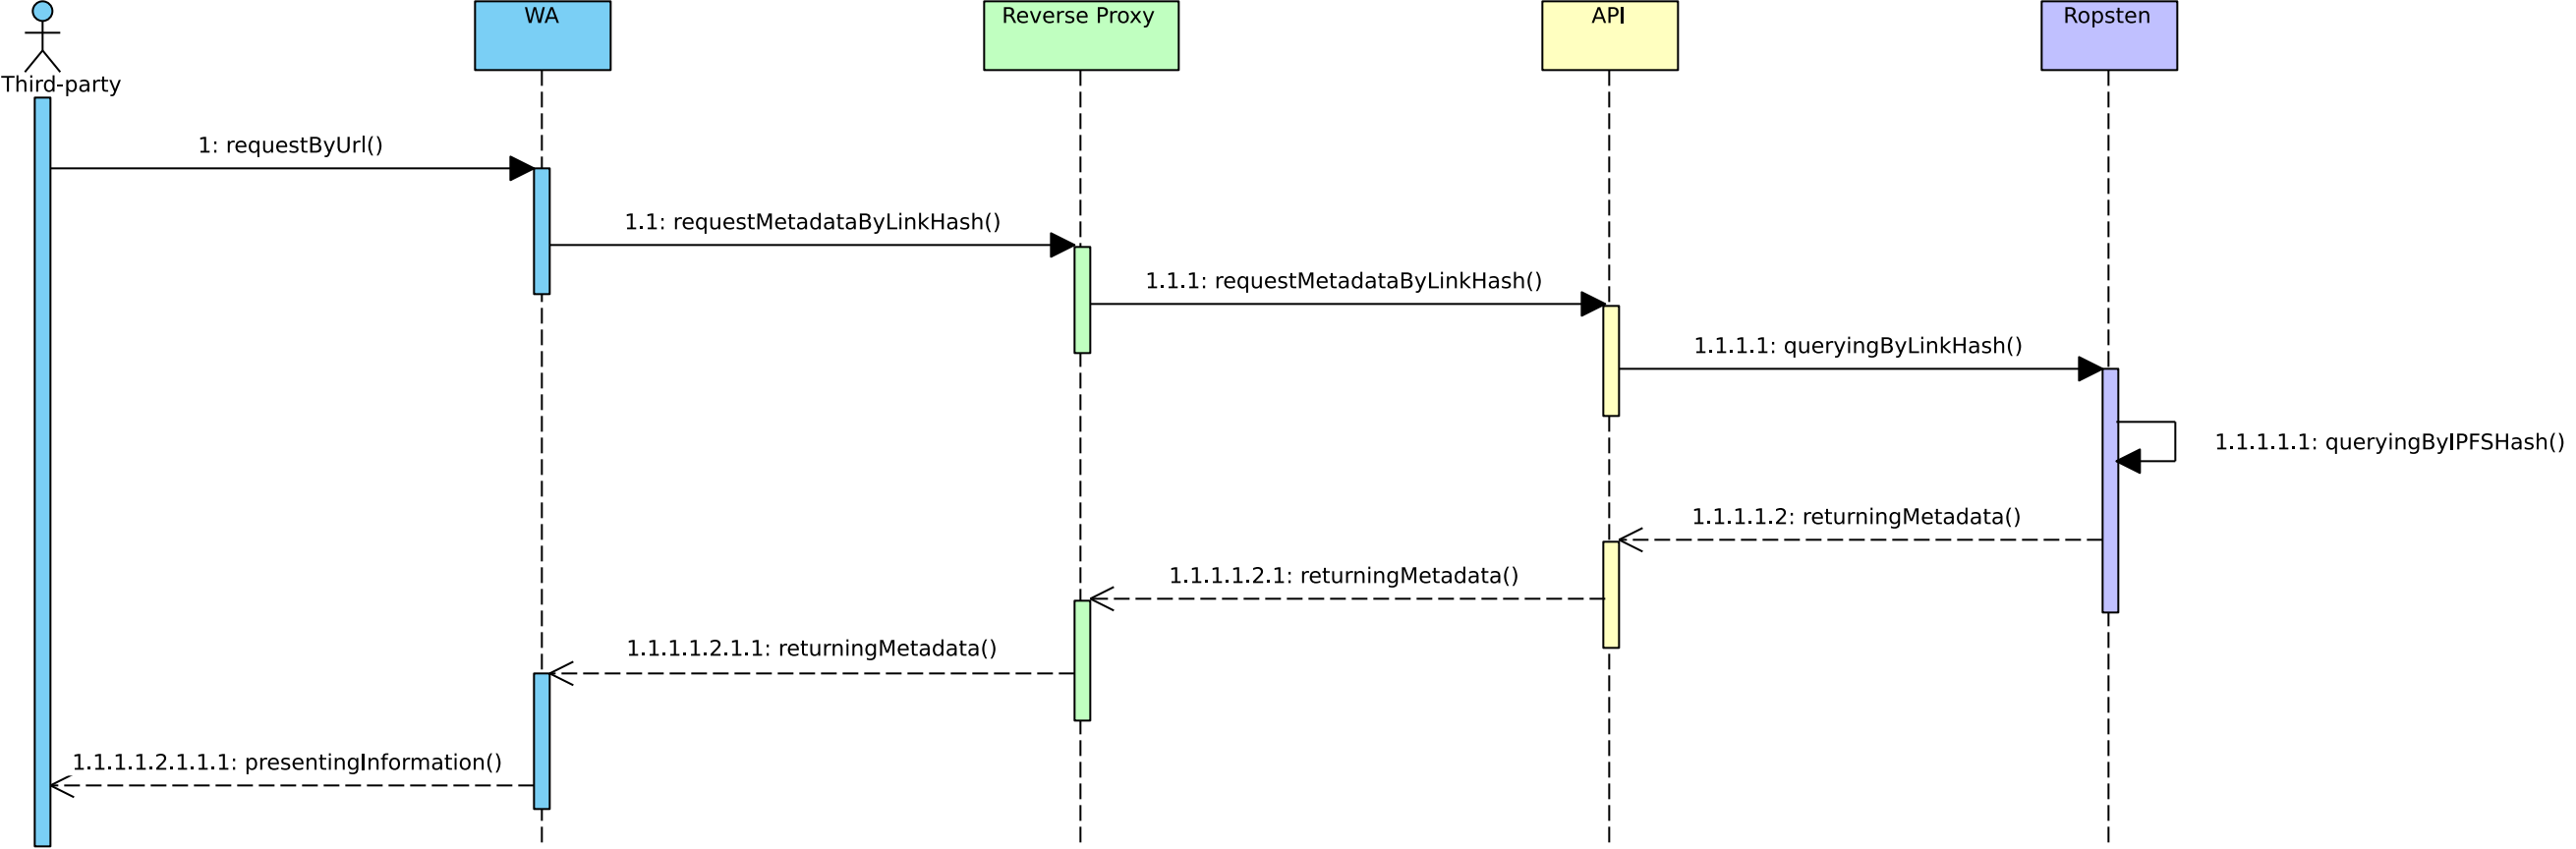 WA
Reverse Proxy
API
Ropsten
Third-party
1: requestByUrl()
1.1: requestMetadataByLinkHash()
1.1.1: requestMetadataByLinkHash()
1.1.1.1: queryingByLinkHash()
1.1.1.1.1: queryingByIPFSHash()
1.1.1.1.2: returningMetadata()
1.1.1.1.2.1: returningMetadata()
1.1.1.1.2.1.1: returningMetadata()
1.1.1.1.2.1.1.1: presentingInformation()